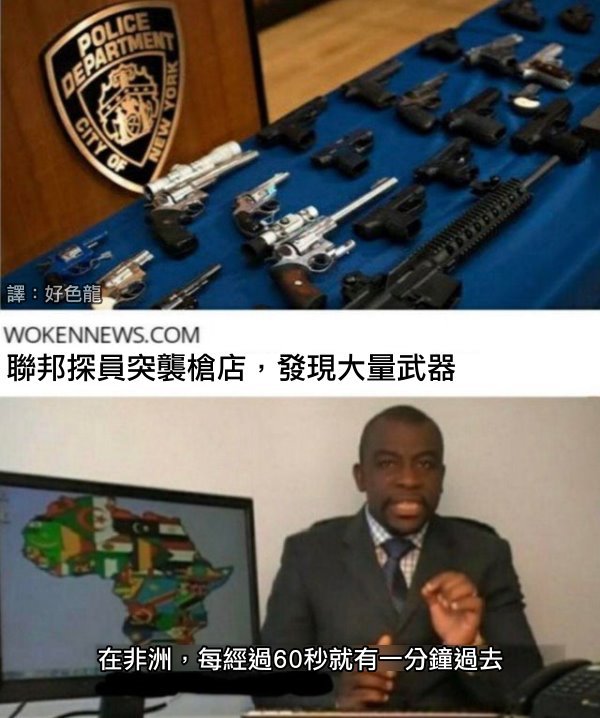 POLICE
DEPARTMENT
CITY OF
NEW YORK
譯：好色龍
WOKENNEWS.COM
聯邦探員突襲槍店，發現大量武器
在非洲，每經過60秒就有一分鐘過去